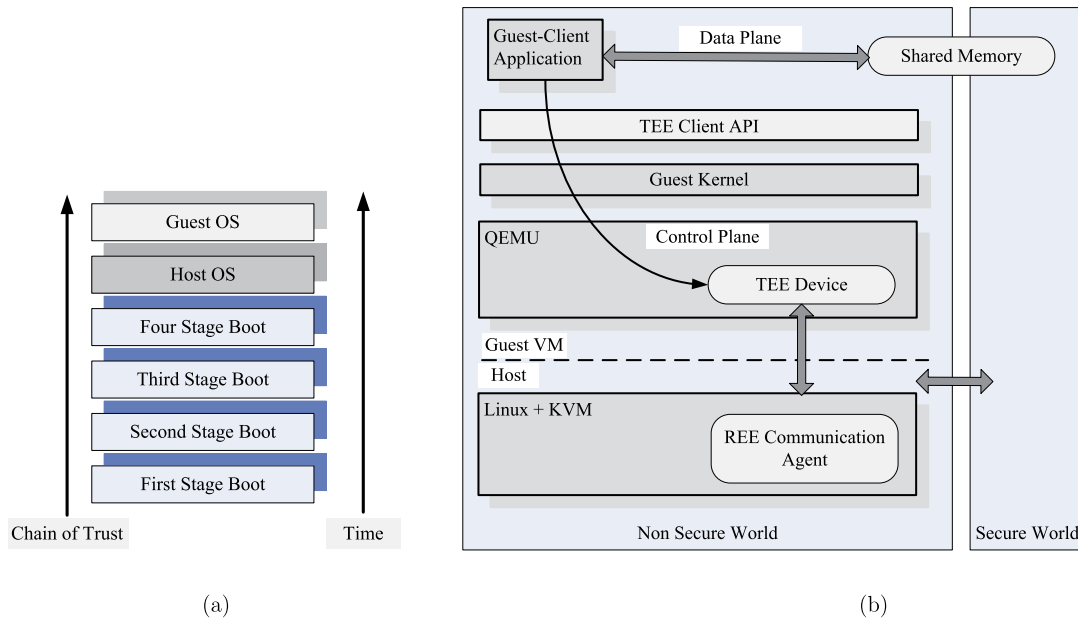 Guest OS
Host OS
Four Stage Boot
Third Stage Boot
Second Stage Boot
First Stage Boot
Chain of Trust
Time
(a)
Guest-Client
Application
Data Plane
Shared Memory
TEE Client API
Guest Kernel
QEMU
Control Plane
TEE Device
Guest VM
Host
Linux + KVM
REE Communication
Agent
Non Secure World
Secure World
(b)